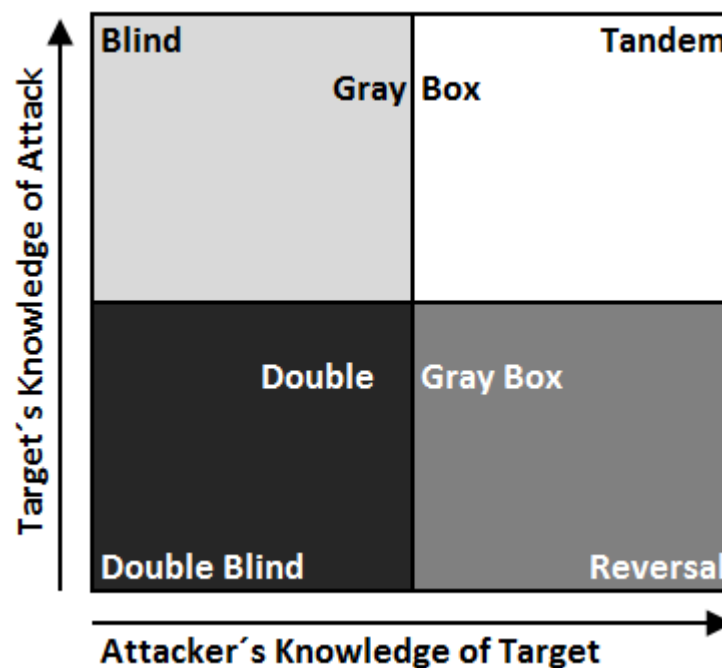 Target´s Knowledge of Attack
Blind
Tandem
Gray Box
Double Gray Box
Double Blind
Reversal
Attacker´s Knowledge of Target